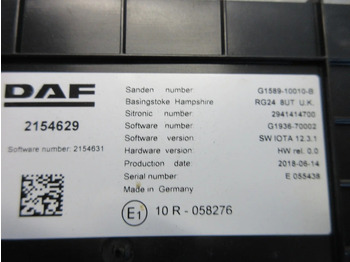 DAF
2154629
Software number: 2154631
Sanden number G1589-10010-B
Basingstoke Hampshire RG24 8UT U.K.
Sitronic number 2941414700
Software number G1936-70002
Software version SW IOTA 12.3.1
Hardware version: HW rel. 0.0
Production date: 2018-06-14
Serial number E 055438
Made in Germany
E1 10 R - 058276